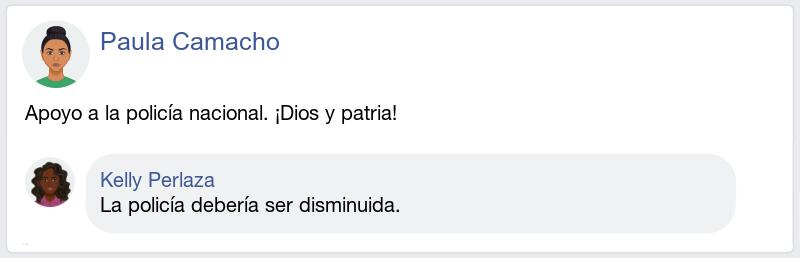 Paula Camacho
Apoyo a la policía nacional. ¡Dios y patria!
Kelly Perlaza
La policía debería ser disminuida.